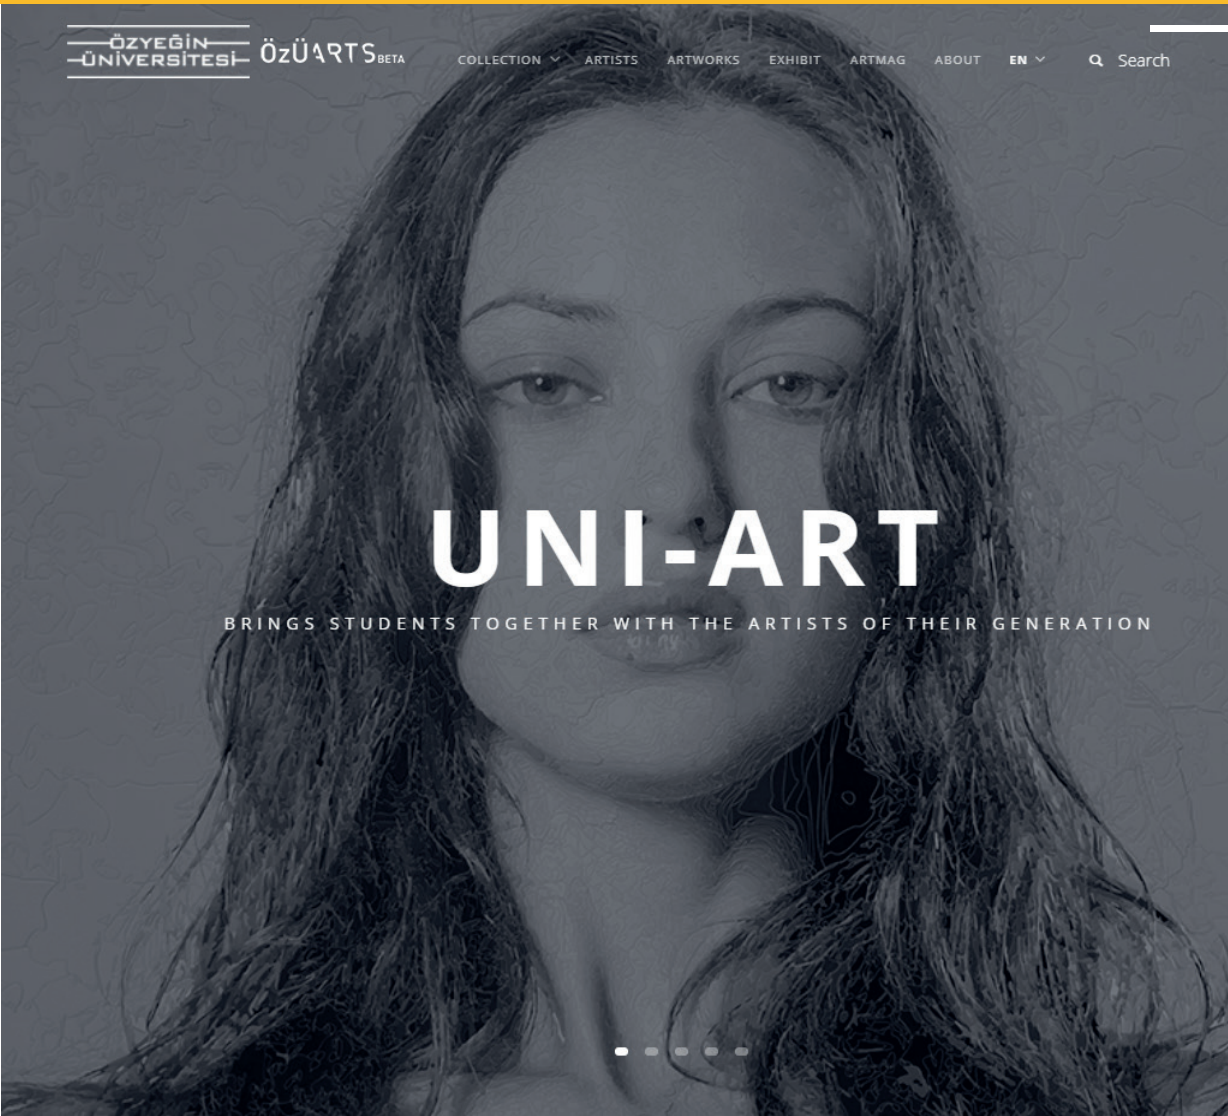 ÖZYEĞİN
ÜNİVERSİTESİ
ÖzÜARTS BETA
COLLECTION ARTISTS ARTWORKS EXHIBIT ARTMAG ABOUT EN Search
UNI-ART
BRINGS STUDENTS TOGETHER WITH THE ARTISTS OF THEIR GENERATION